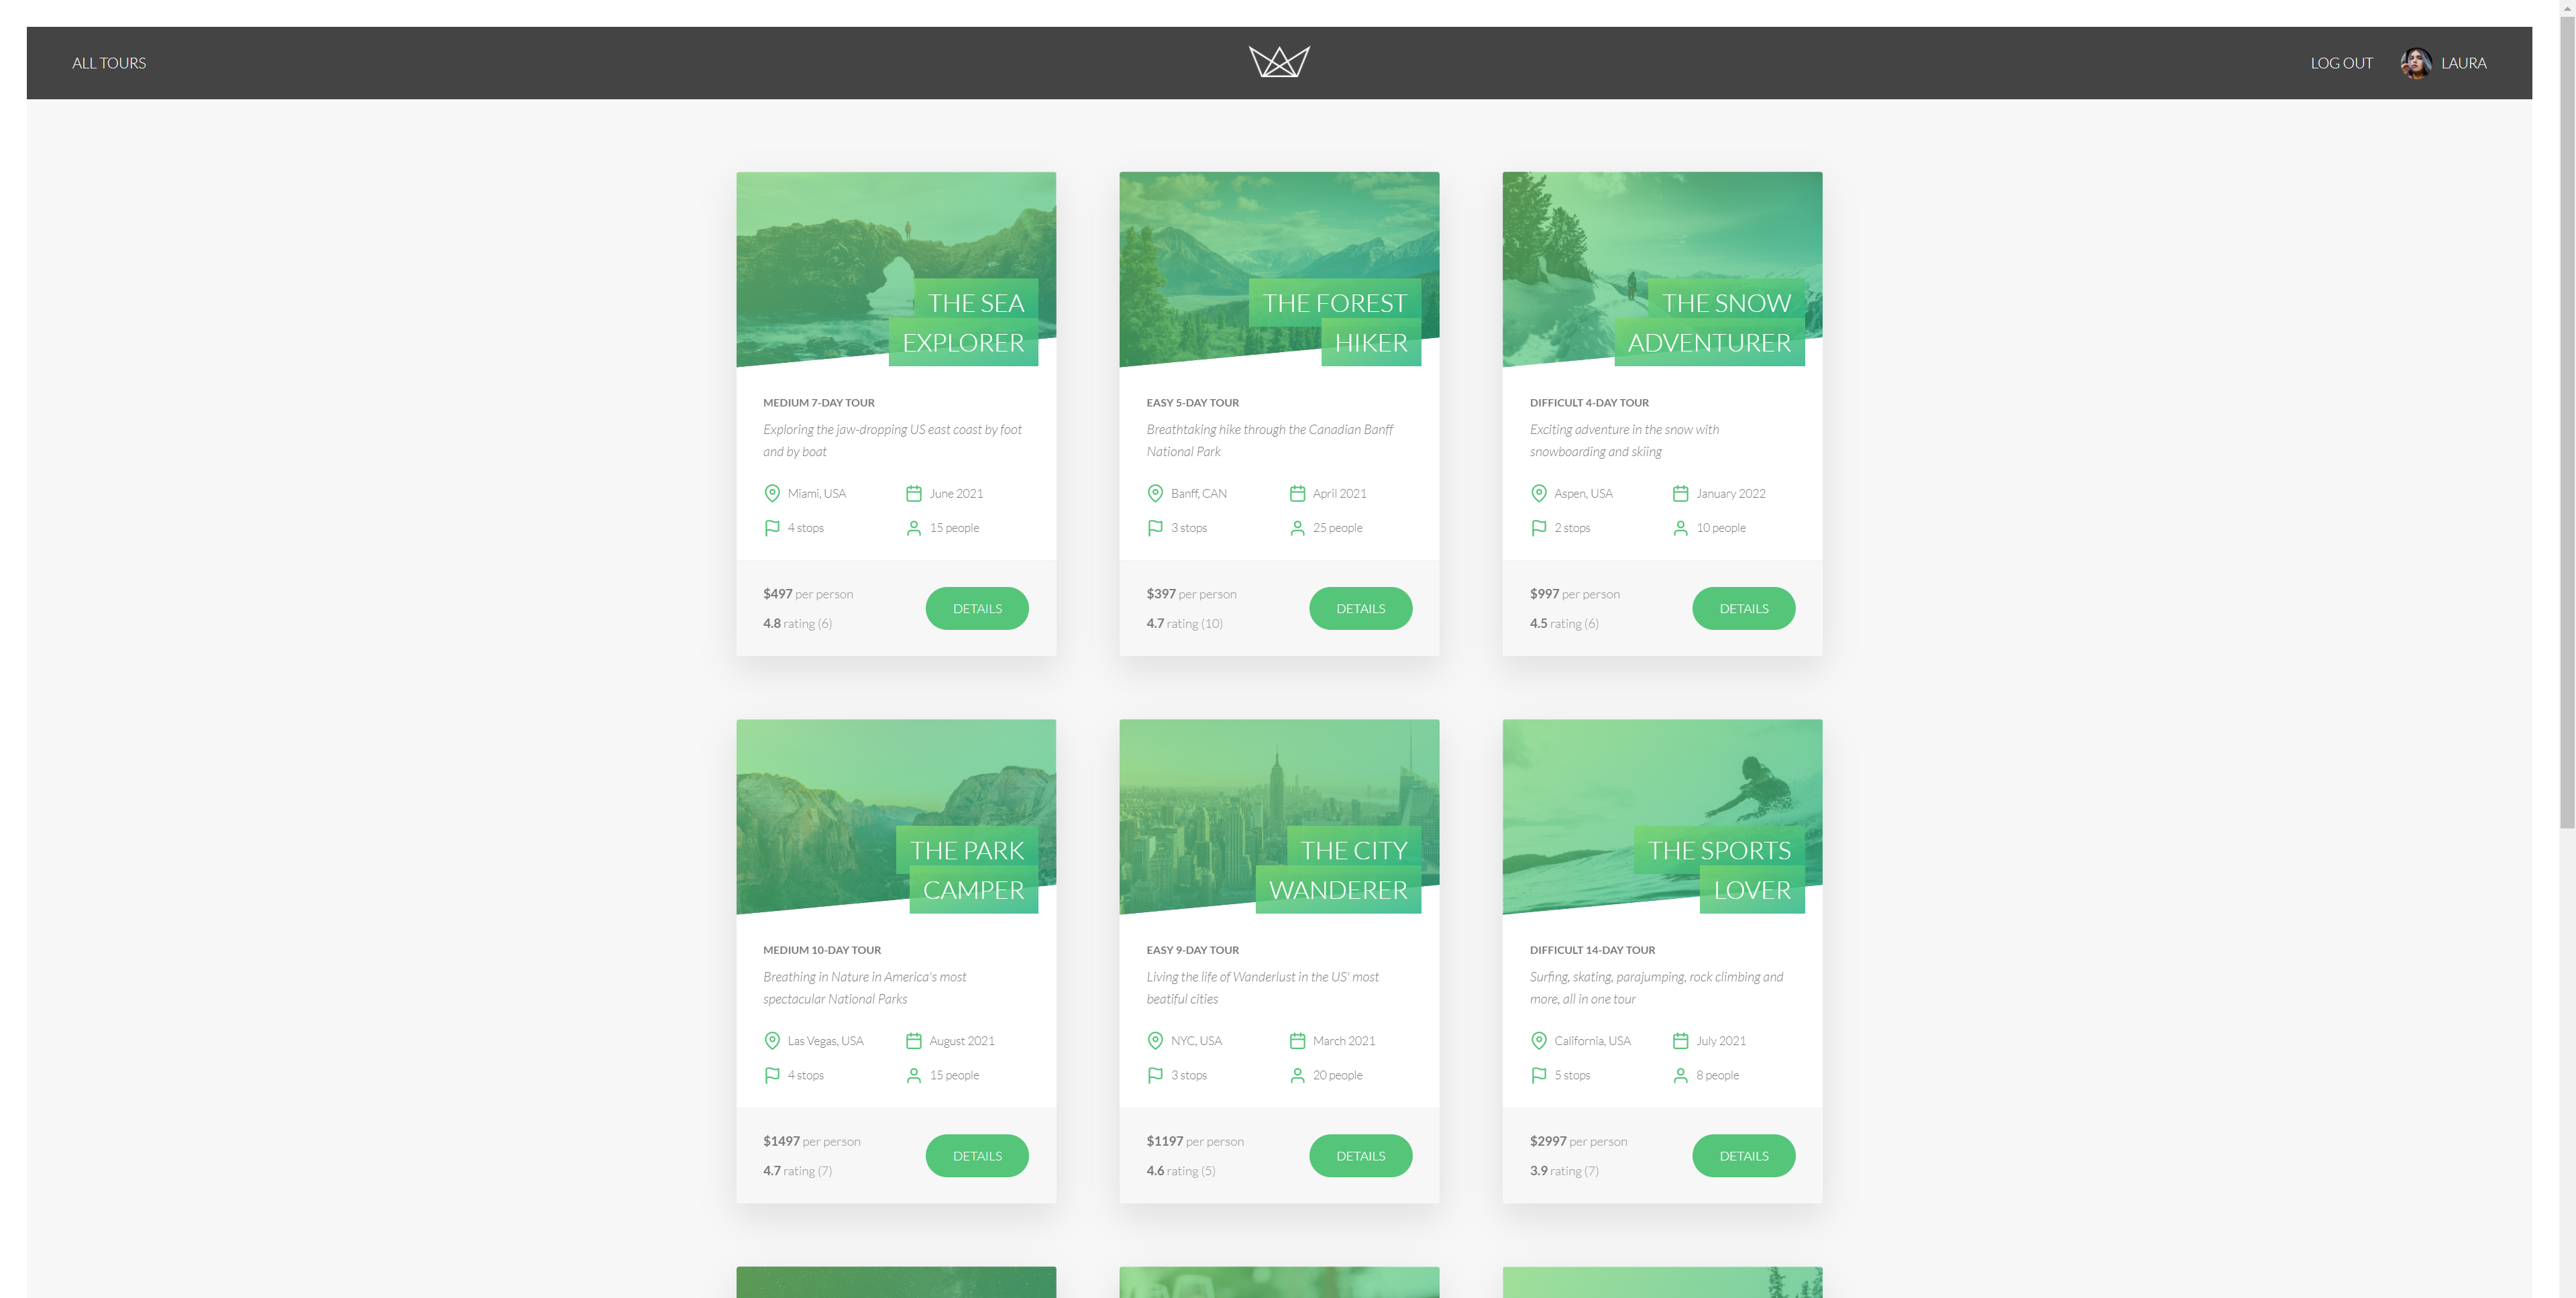 ALL TOURS
LOG OUT
LAURA
THE SEA
EXPLORER
MEDIUM 7-DAY TOUR
Exploring the jaw-dropping US east coast by foot
and by boat
Miami, USA
June 2021
4 stops
15 people
$497 per person
4.8 rating (6)
DETAILS
THE FOREST
HIKER
EASY 5-DAY TOUR
Breathtaking hike through the Canadian Banff
National Park
Banff, CAN
April 2021
3 stops
25 people
$397 per person
4.7 rating (10)
DETAILS
THE SNOW
ADVENTURER
DIFFICULT 4-DAY TOUR
Exciting adventure in the snow with
snowboarding and skiing
Aspen, USA
January 2022
2 stops
10 people
$997 per person
4.5 rating (6)
DETAILS
THE PARK
CAMPER
MEDIUM 10-DAY TOUR
Breathing in Nature in America's most
spectacular National Parks
Las Vegas, USA
August 2021
4 stops
15 people
$1497 per person
4.7 rating (7)
DETAILS
THE CITY
WANDERER
EASY 9-DAY TOUR
Living the life of Wanderlust in the US' most
beatiful cities
NYC, USA
March 2021
3 stops
20 people
$1197 per person
4.6 rating (5)
DETAILS
THE SPORTS
LOVER
DIFFICULT 14-DAY TOUR
Surfing, skating, parajumping, rock climbing and
more, all in one tour
California, USA
July 2021
5 stops
8 people
$2997 per person
3.9 rating (7)
DETAILS